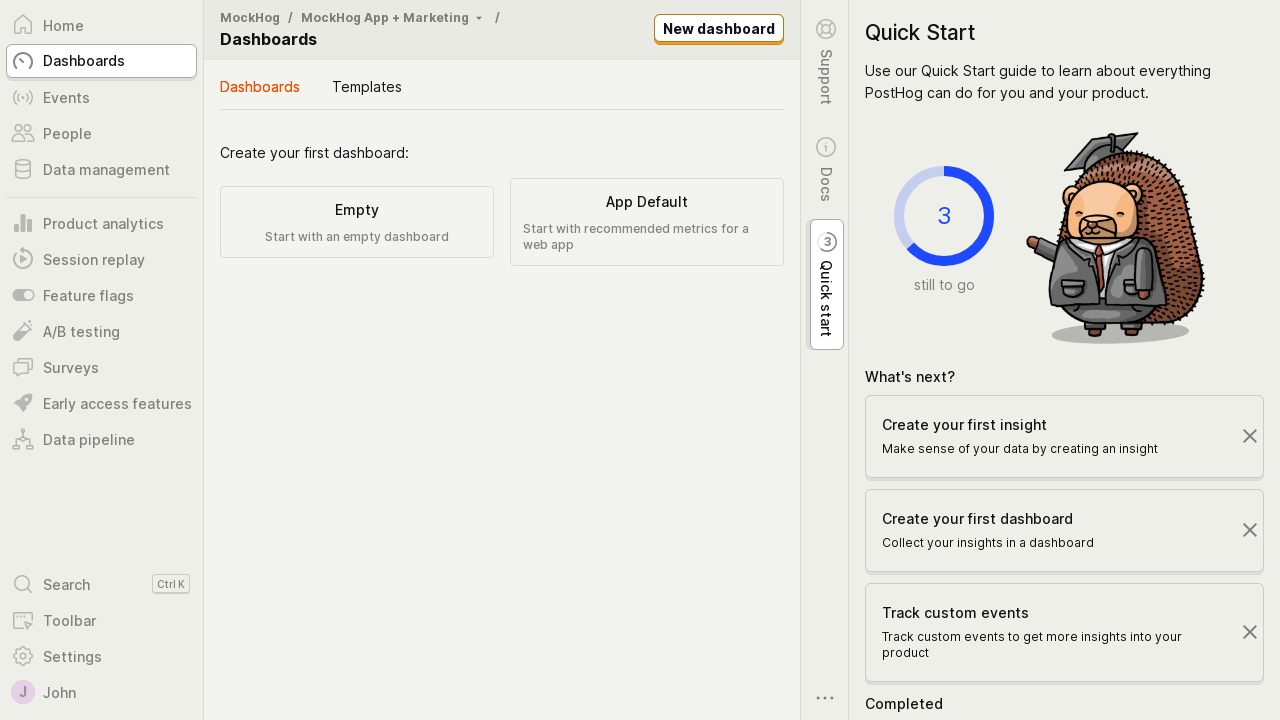 Home
Dashboards
Events
People
Data management
Product analytics
Session replay
Feature flags
A/B testing
Surveys
Early access features
Data pipeline
Search Ctrl K
Toolbar
Settings
J John
MockHog / MockHog App + Marketing /
Dashboards
New dashboard
Dashboards Templates
Create your first dashboard:
Empty
Start with an empty dashboard
App Default
Start with recommended metrics for a
web app
Support
Docs
3 Quick start
Quick Start
Use our Quick Start guide to learn about everything
PostHog can do for you and your product.
3
still to go
What's next?
Create your first insight
Make sense of your data by creating an insight
Create your first dashboard
Collect your insights in a dashboard
Track custom events
Track custom events to get more insights into your
product
Completed